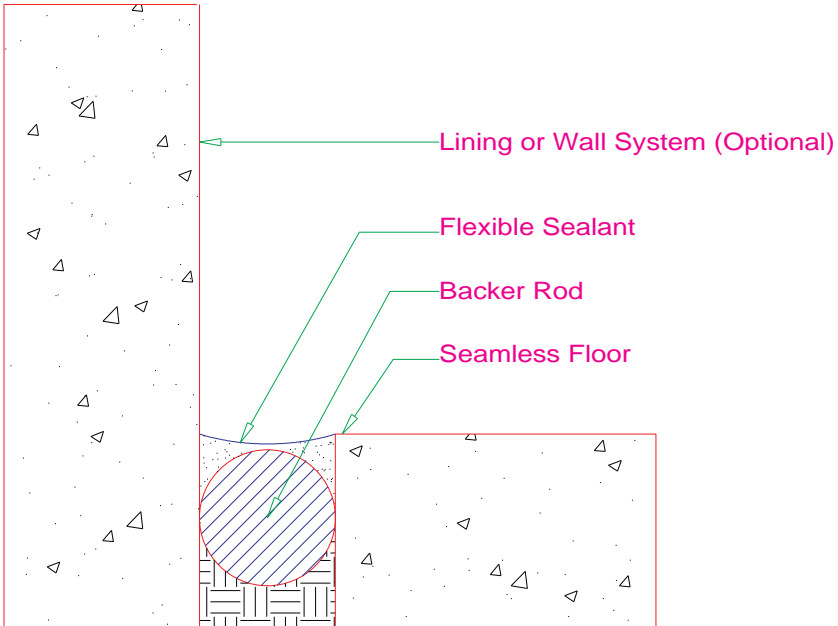 Lining or Wall System (Optional)
Flexible Sealant
Backer Rod
Seamless Floor